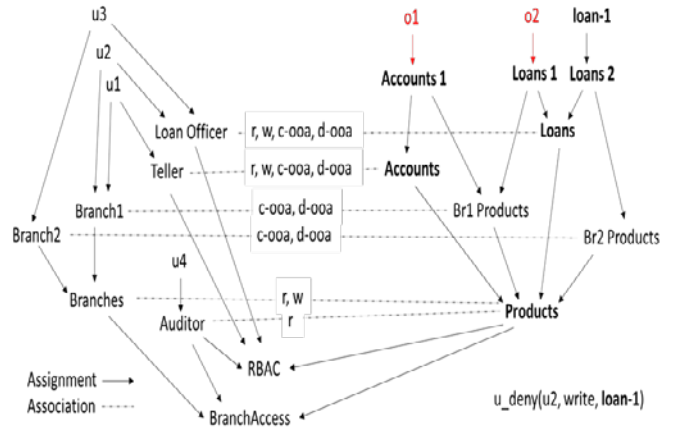 u3
o1
o2
loan-1
u2
u1
Accounts 1
Loans 1
Loans 2
Loan Officer
r, w, c-ooa, d-ooa
Loans
Teller
r, w, c-ooa, d-ooa
Accounts
Branch1
c-ooa, d-ooa
Br1 Products
Branch2
c-ooa, d-ooa
Br2 Products
u4
Branches
r, w
Products
Auditor
r
RBAC
Assignment
Association
BranchAccess
u_deny(u2, write, loan-1)